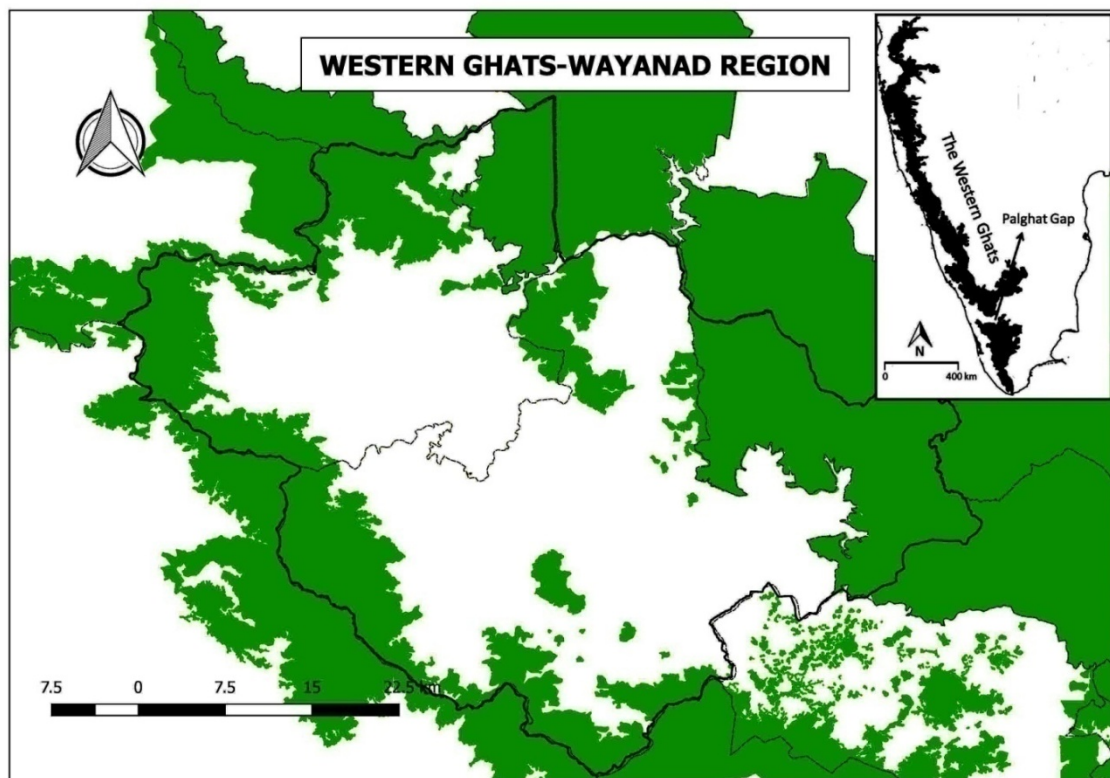 WESTERN GHATS-WAYANAD REGION
The Western Ghats
Palghat Gap
N
0 400 km
7.5 0 7.5 15 22.5 km